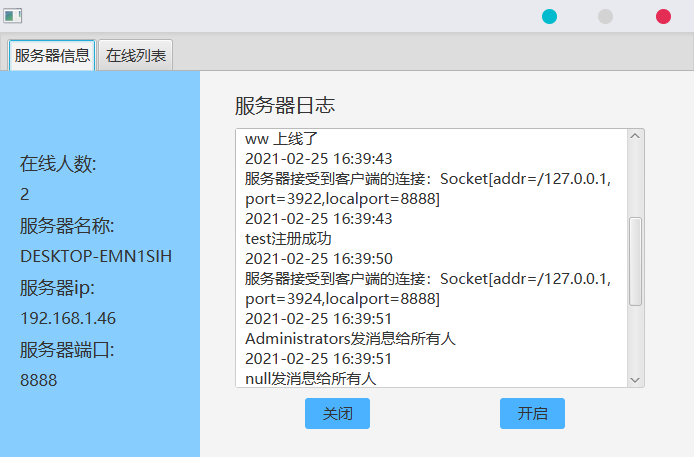 服务器信息 在线列表
在线人数:
2
服务器名称:
DESKTOP-EMN1SIH
服务器ip:
192.168.1.46
服务器端口:
8888
服务器日志
ww 上线了
2021-02-25 16:39:43
服务器接受到客户端的连接：Socket[addr=/127.0.0.1,
port=3922,localport=8888]
2021-02-25 16:39:43
test注册成功
2021-02-25 16:39:50
服务器接受到客户端的连接：Socket[addr=/127.0.0.1,
port=3924,localport=8888]
2021-02-25 16:39:51
Administrators发消息给所有人
2021-02-25 16:39:51
null发消息给所有人
关闭 开启